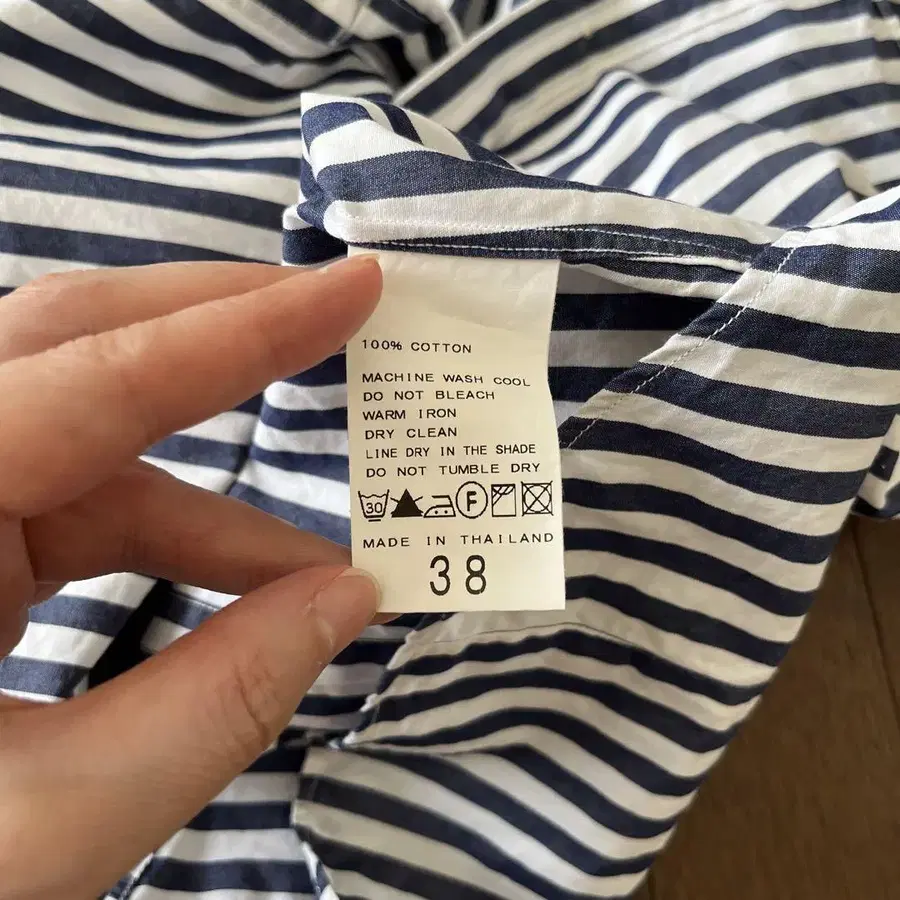 100% COTTON
MACHINE WASH COOL
DO NOT BLEACH
WARM IRON
DRY CLEAN
LINE DRY IN THE SHADE
DO NOT TUMBLE DRY
30 F
MADE IN THAILAND
38